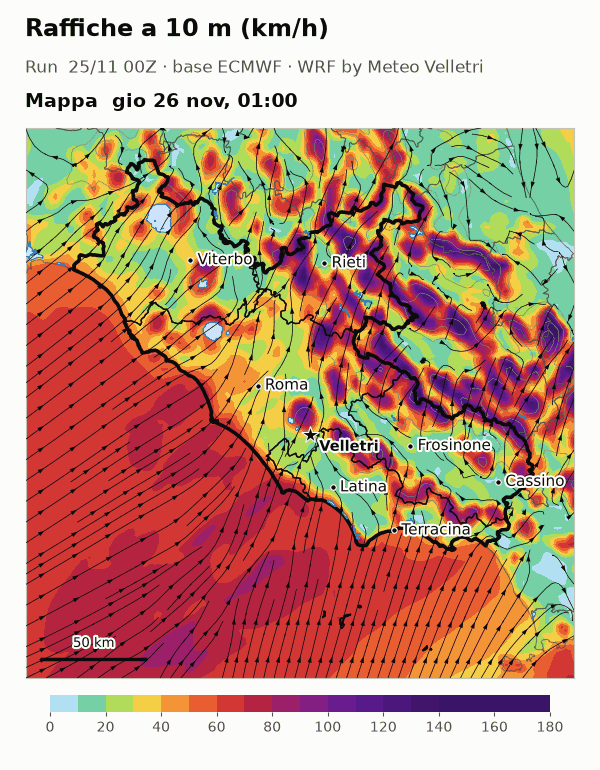 Raffiche a 10 m (km/h)
Run  25/11 00Z · base ECMWF · WRF by Meteo Velletri
Mappa  gio 26 nov, 01:00
Viterbo
Rieti
Roma
Velletri
Frosinone
Cassino
Latina
Terracina
50 km
0 20 40 60 80 100 120 140 160 180